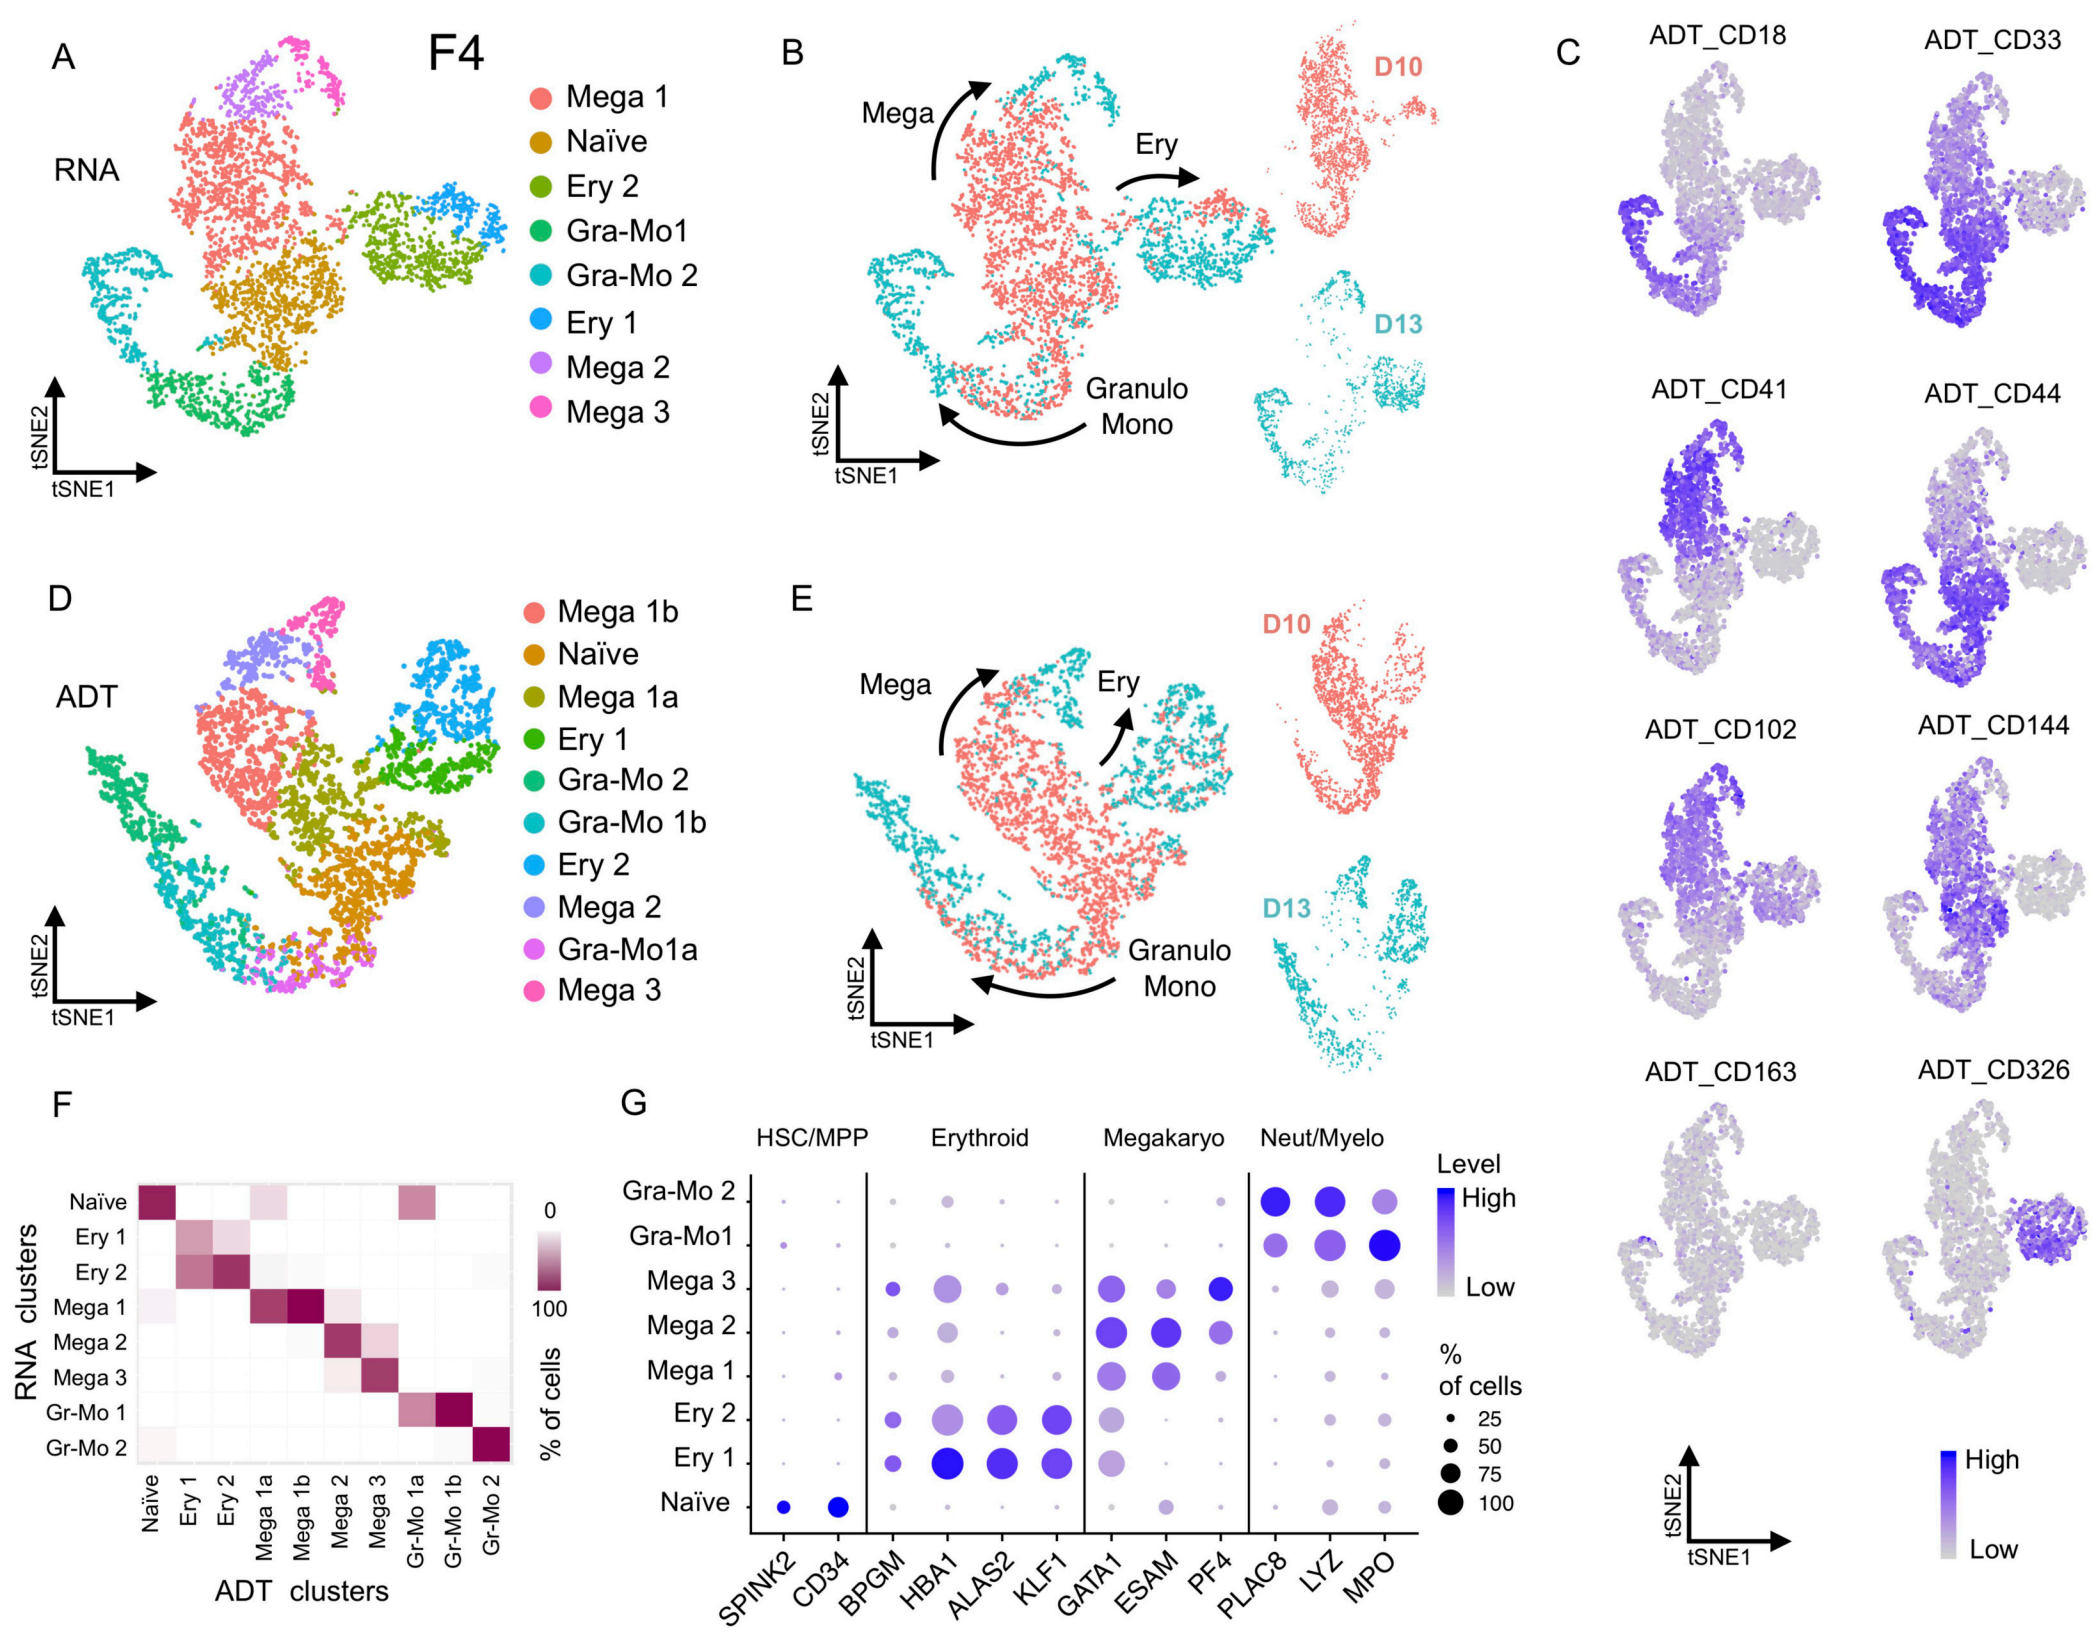 A
F4
RNA
Mega 1
Naïve
Ery 2
Gra-Mo1
Gra-Mo 2
Ery 1
Mega 2
Mega 3
tSNE2
tSNE1
B
Mega
Ery
Granulo
Mono
D10
D13
tSNE2
tSNE1
C
ADT_CD18
ADT_CD33
ADT_CD41
ADT_CD44
ADT_CD102
ADT_CD144
ADT_CD163
ADT_CD326
tSNE2
tSNE1
High
Low
D
ADT
Mega 1b
Naïve
Mega 1a
Ery 1
Gra-Mo 2
Gra-Mo 1b
Ery 2
Mega 2
Gra-Mo1a
Mega 3
tSNE2
tSNE1
E
Mega
Ery
Granulo
Mono
D10
D13
tSNE2
tSNE1
F
RNA clusters
Naïve
Ery 1
Ery 2
Mega 1
Mega 2
Mega 3
Gr-Mo 1
Gr-Mo 2
Naïve
Ery 1
Ery 2
Mega 1a
Mega 1b
Mega 2
Mega 3
Gr-Mo 1a
Gr-Mo 1b
Gr-Mo 2
ADT clusters
0
100
% of cells
G
HSC/MPP
Erythroid
Megakaryo
Neut/Myelo
Gra-Mo 2
Gra-Mo1
Mega 3
Mega 2
Mega 1
Ery 2
Ery 1
Naïve
SPINK2
CD34
BPGM
HBA1
ALAS2
KLF1
GATA1
ESAM
PF4
PLAC8
LYZ
MPO
Level
High
Low
%
of cells
25
50
75
100